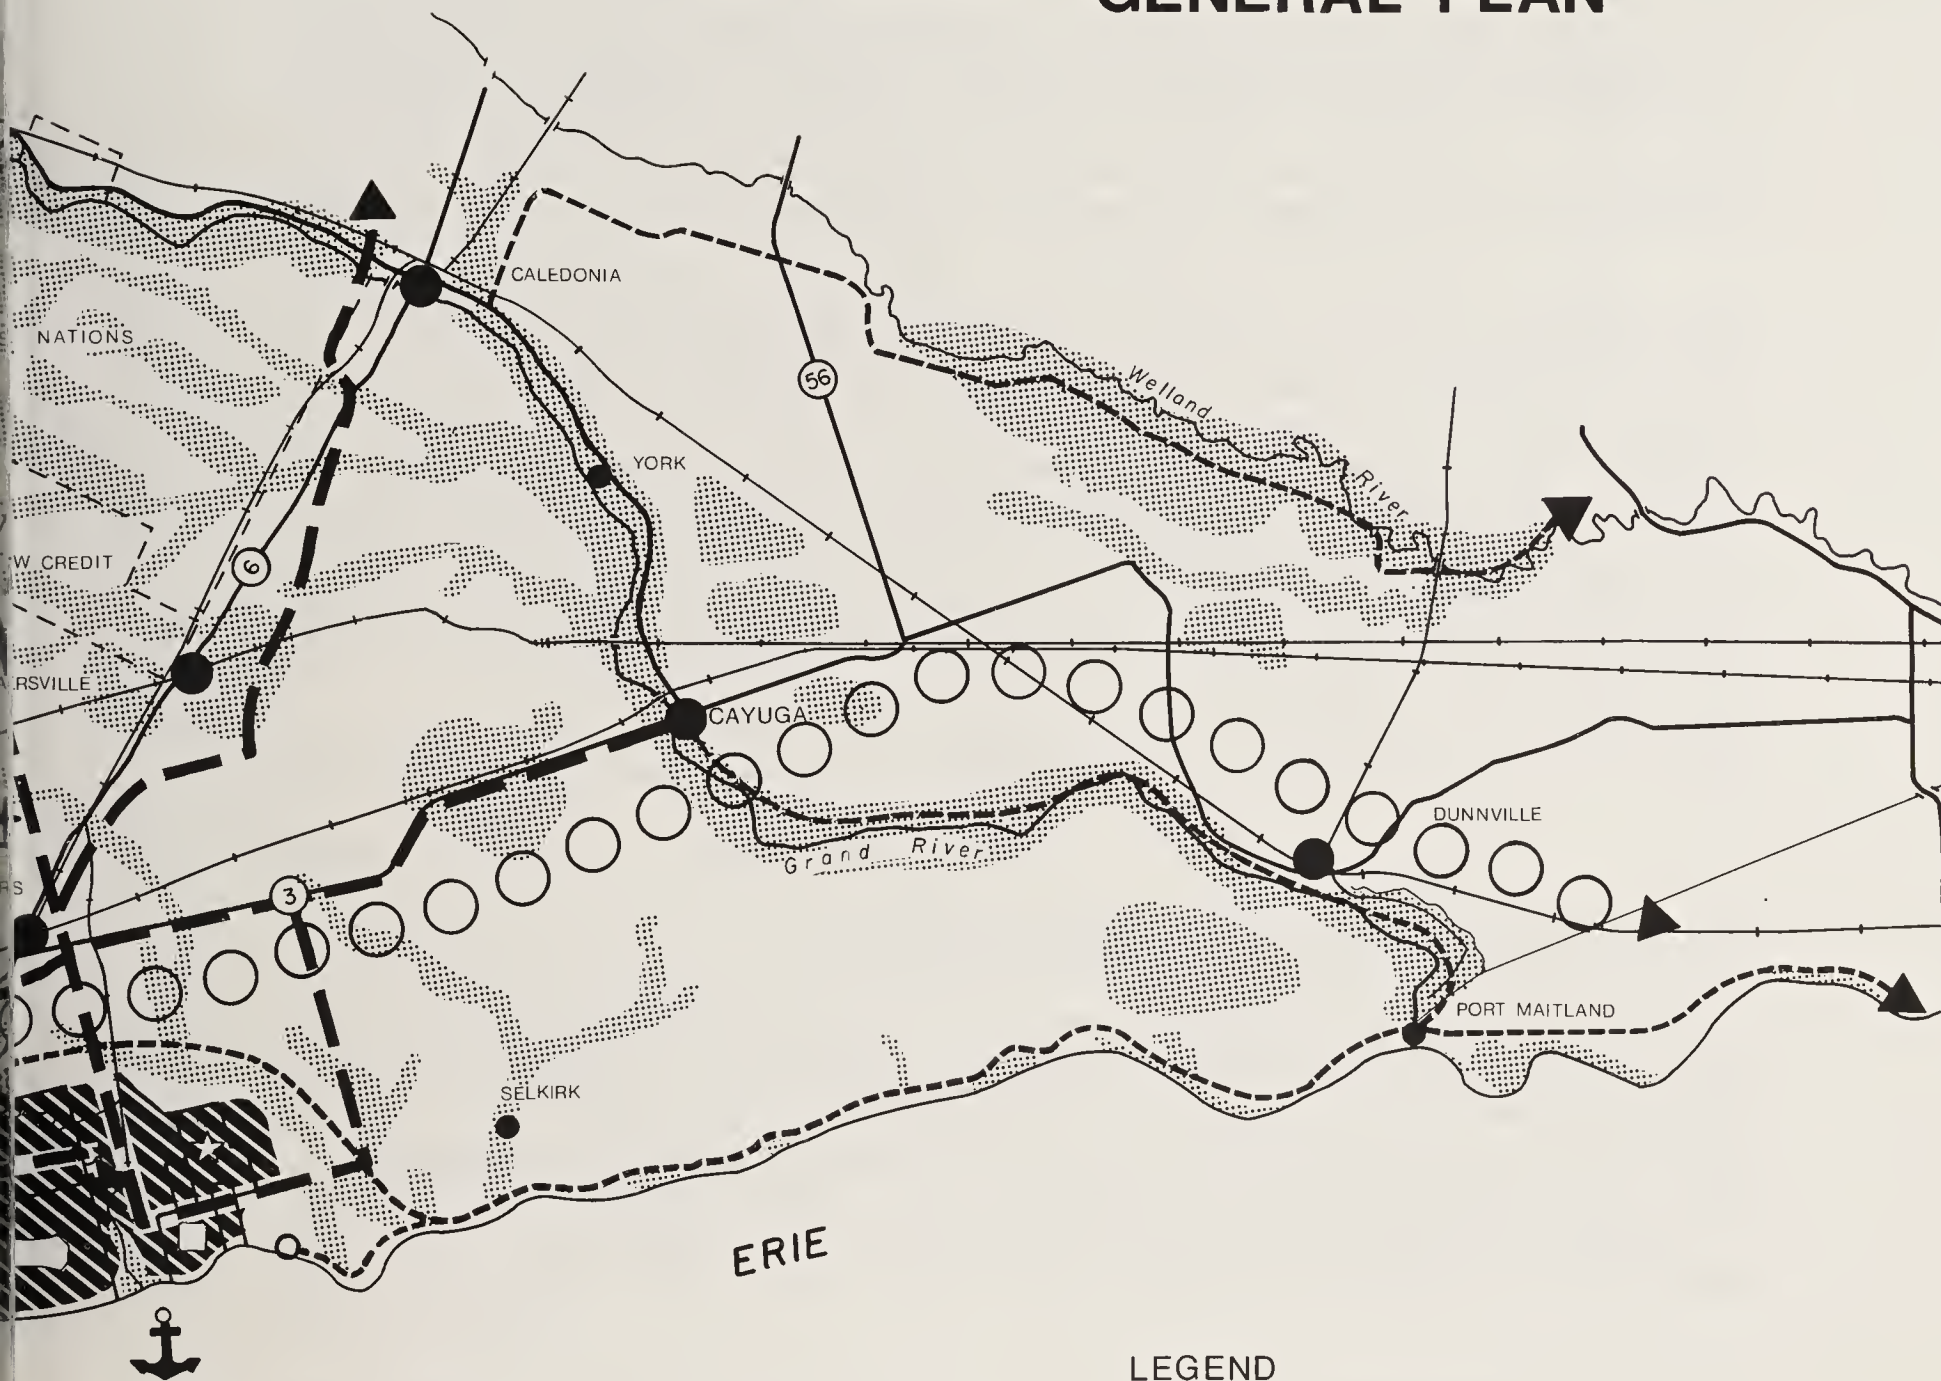 GENERAL PLAN
CALEDONIA
NATIONS
56
Welland
River
YORK
W CREDIT
6
RSVILLE
CAYUGA
DUNNVILLE
Grand River
RS
3
PORT MAITLAND
SELKIRK
ERIE
LEGEND